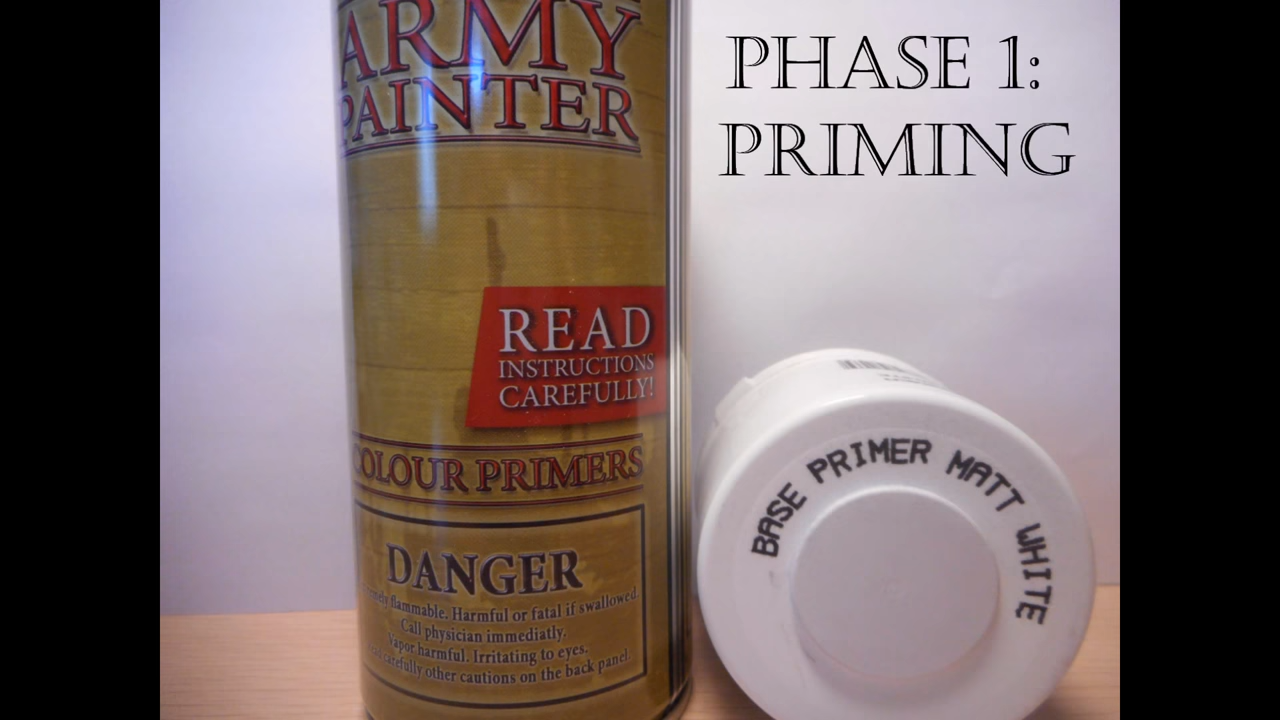 ARMY
PAINTER
READ
INSTRUCTIONS
CAREFULLY!
COLOUR PRIMERS
DANGER
flammable. Harmful or fatal if swallowed.
Call physician immediatly.
Vapor harmful. Irritating to eyes.
carefully other cautions on the back panel.
PHASE 1:
PRIMING
BASE PRIMER MATT WHITE